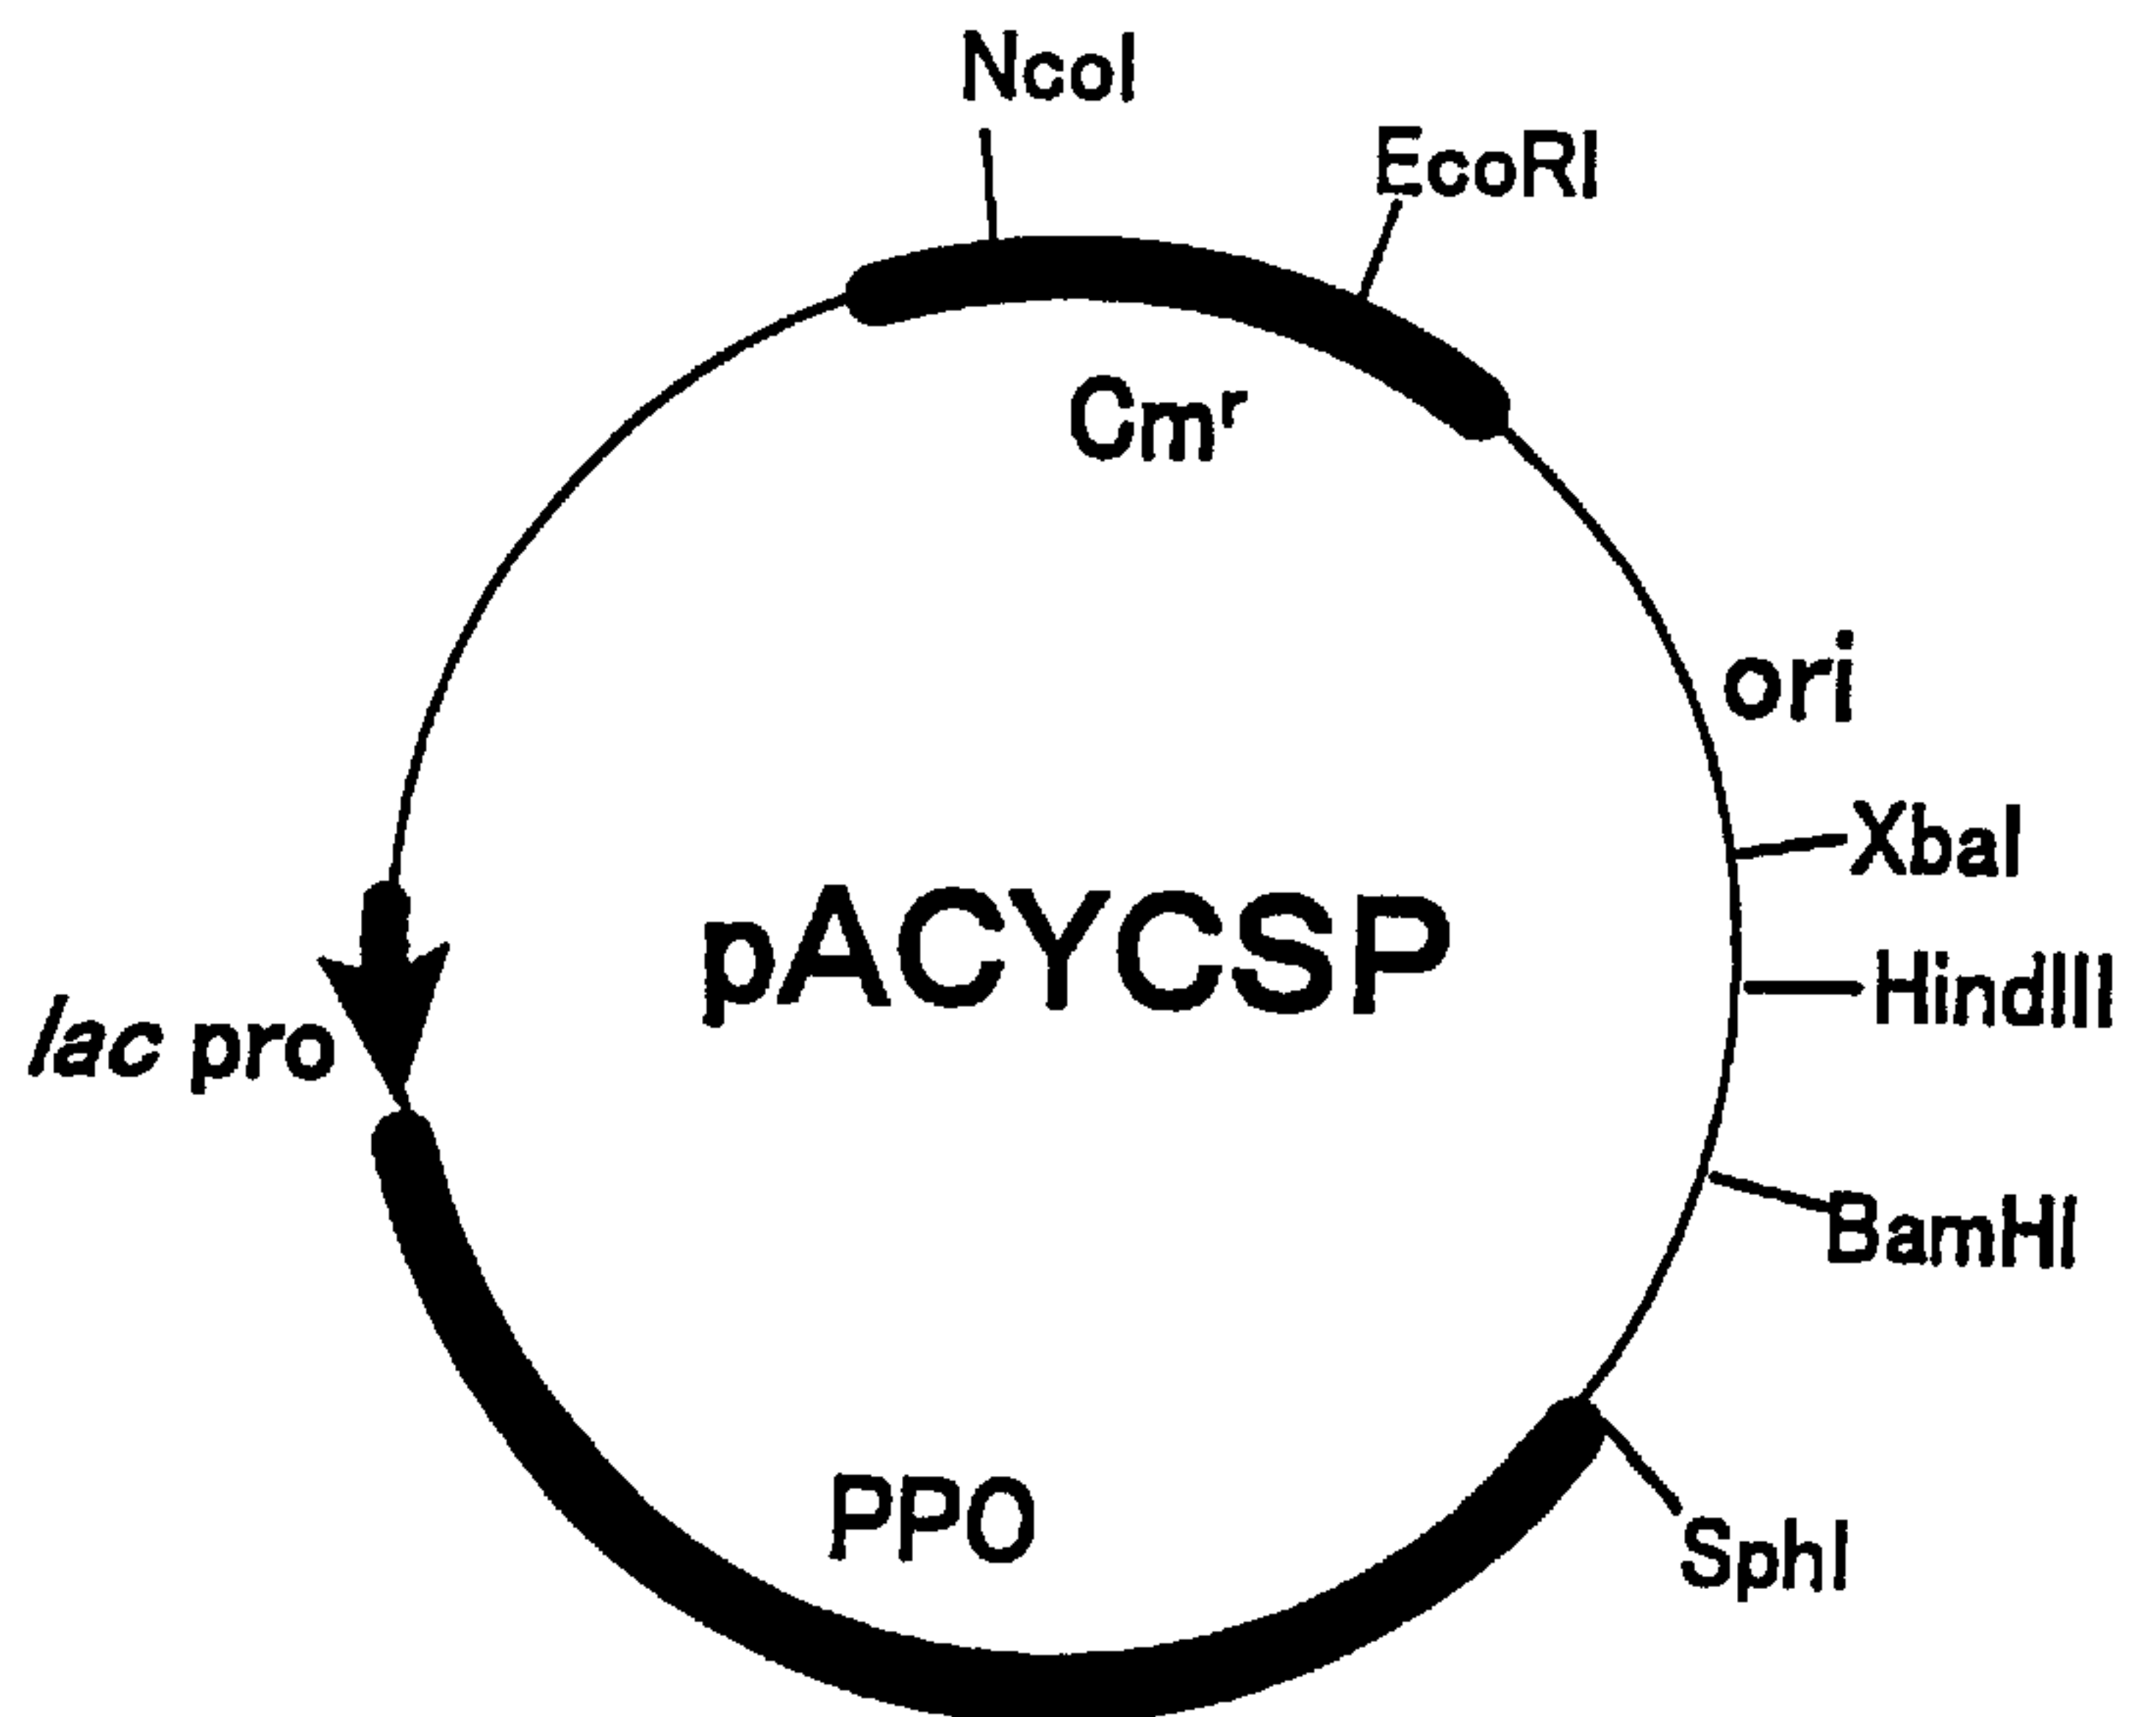 NcoI
EcoRI
Cmʳ
ori
XbaI
pACYCSP
HindIII
lac pro
BamHI
PPO
SphI